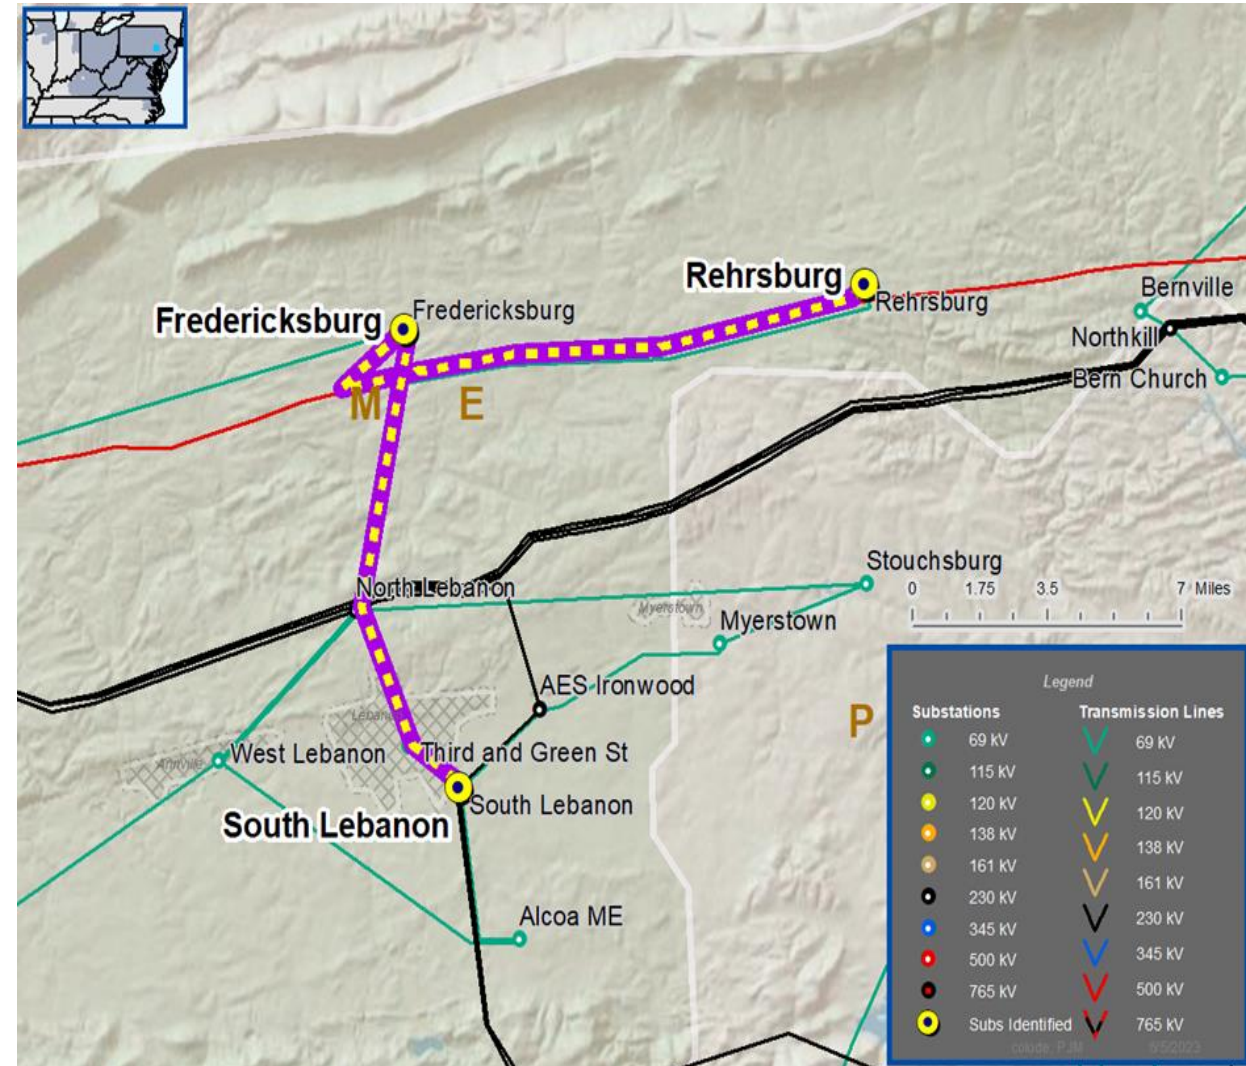 Rehrsburg
Rehrsburg
Bernville
Fredericksburg
Fredericksburg
Northkill
Bern Church
M E
Stouchsburg
0 1.75 3.5 7 Miles
North Lebanon
Myerstown
Myerstown
AES Ironwood
P
Lebanon
West Lebanon
Annville
Third and Green St
South Lebanon
South Lebanon
Alcoa ME
Legend
Substations Transmission Lines
69 kV 69 kV
115 kV 115 kV
120 kV 120 kV
138 kV 138 kV
161 kV 161 kV
230 kV 230 kV
345 kV 345 kV
500 kV 500 kV
765 kV 765 kV
Subs Identified
PJM